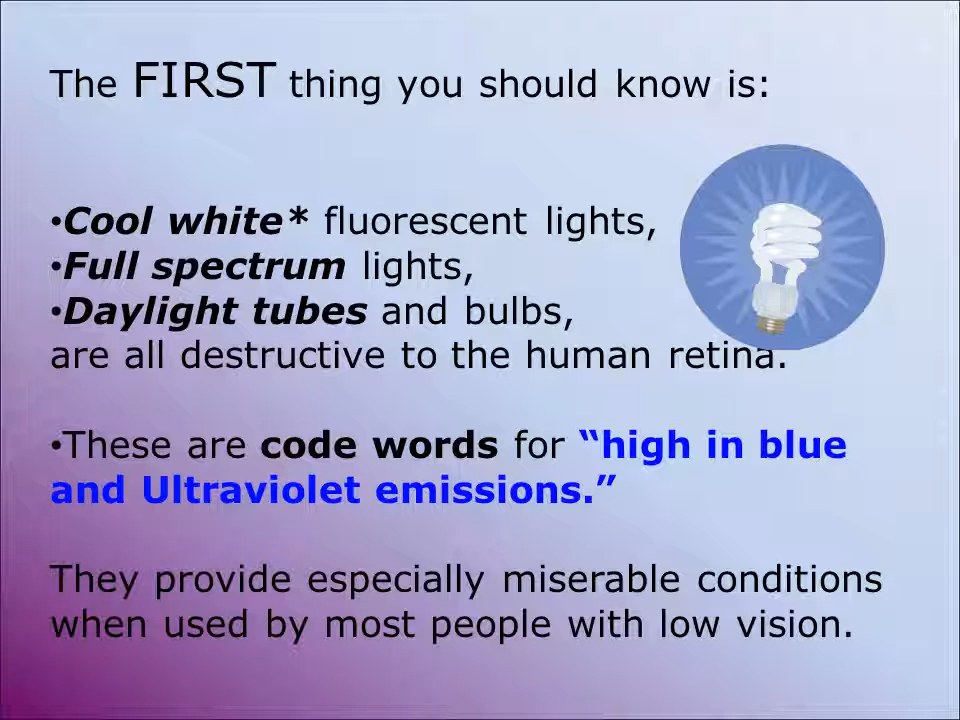 The FIRST thing you should know is:
•Cool white* fluorescent lights,
•Full spectrum lights,
•Daylight tubes and bulbs,
are all destructive to the human retina.
•These are code words for “high in blue
and Ultraviolet emissions.”
They provide especially miserable conditions
when used by most people with low vision.